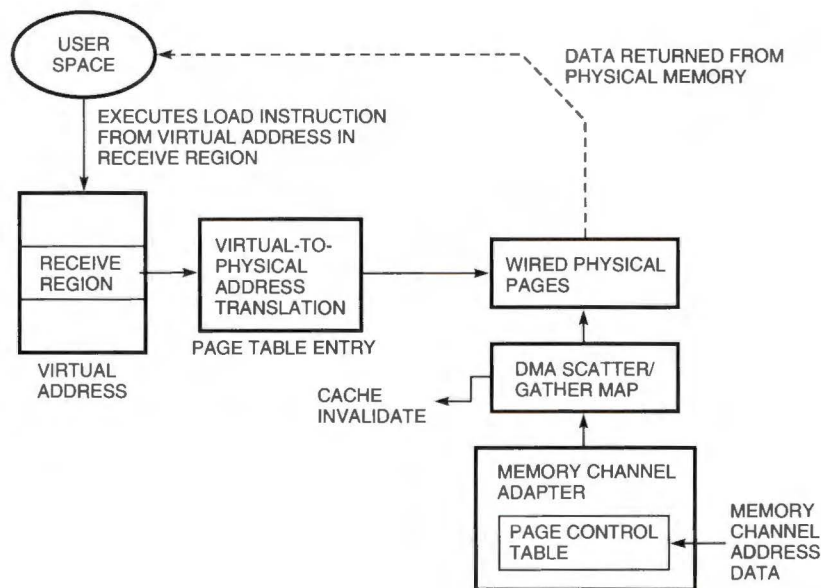 USER
SPACE
DATA RETURNED FROM
PHYSICAL MEMORY
EXECUTES LOAD INSTRUCTION
FROM VIRTUAL ADDRESS IN
RECEIVE REGION
RECEIVE
REGION
VIRTUAL
ADDRESS
VIRTUAL-TO-
PHYSICAL
ADDRESS
TRANSLATION
PAGE TABLE ENTRY
WIRED PHYSICAL
PAGES
DMA SCATTER/
GATHER MAP
CACHE
INVALIDATE
MEMORY CHANNEL
ADAPTER
PAGE CONTROL
TABLE
MEMORY
CHANNEL
ADDRESS
DATA